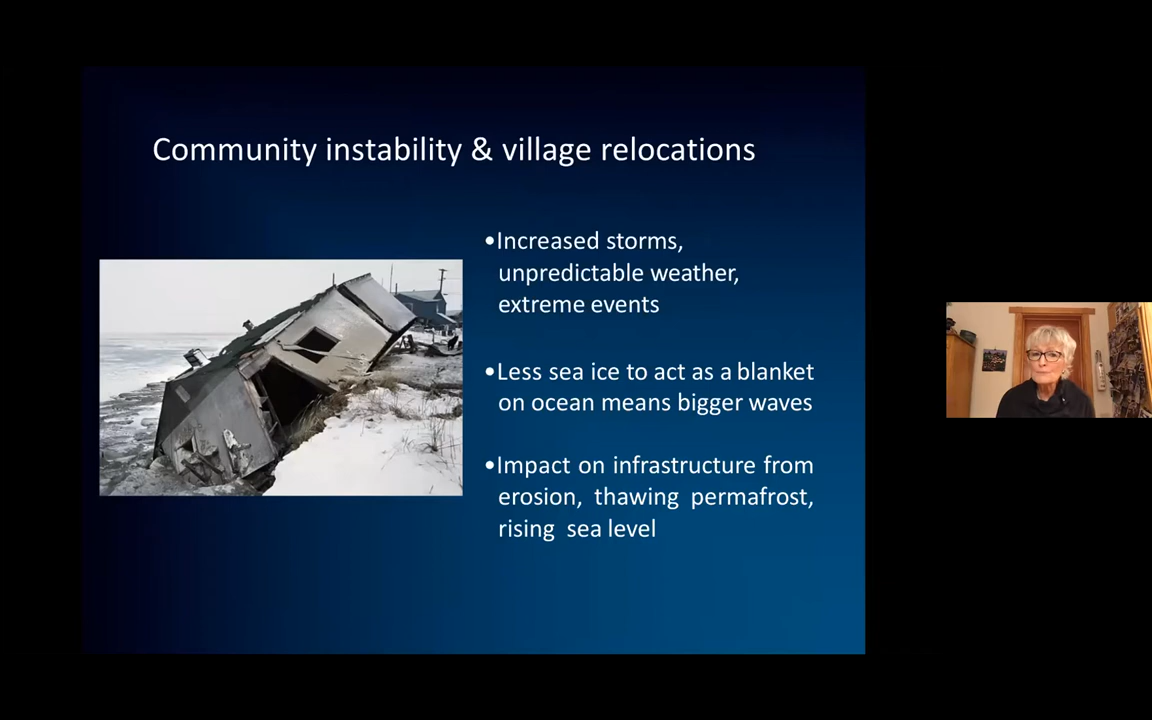 Community instability & village relocations
•Increased storms,
unpredictable weather,
extreme events
•Less sea ice to act as a blanket
on ocean means bigger waves
•Impact on infrastructure from
erosion, thawing permafrost,
rising sea level